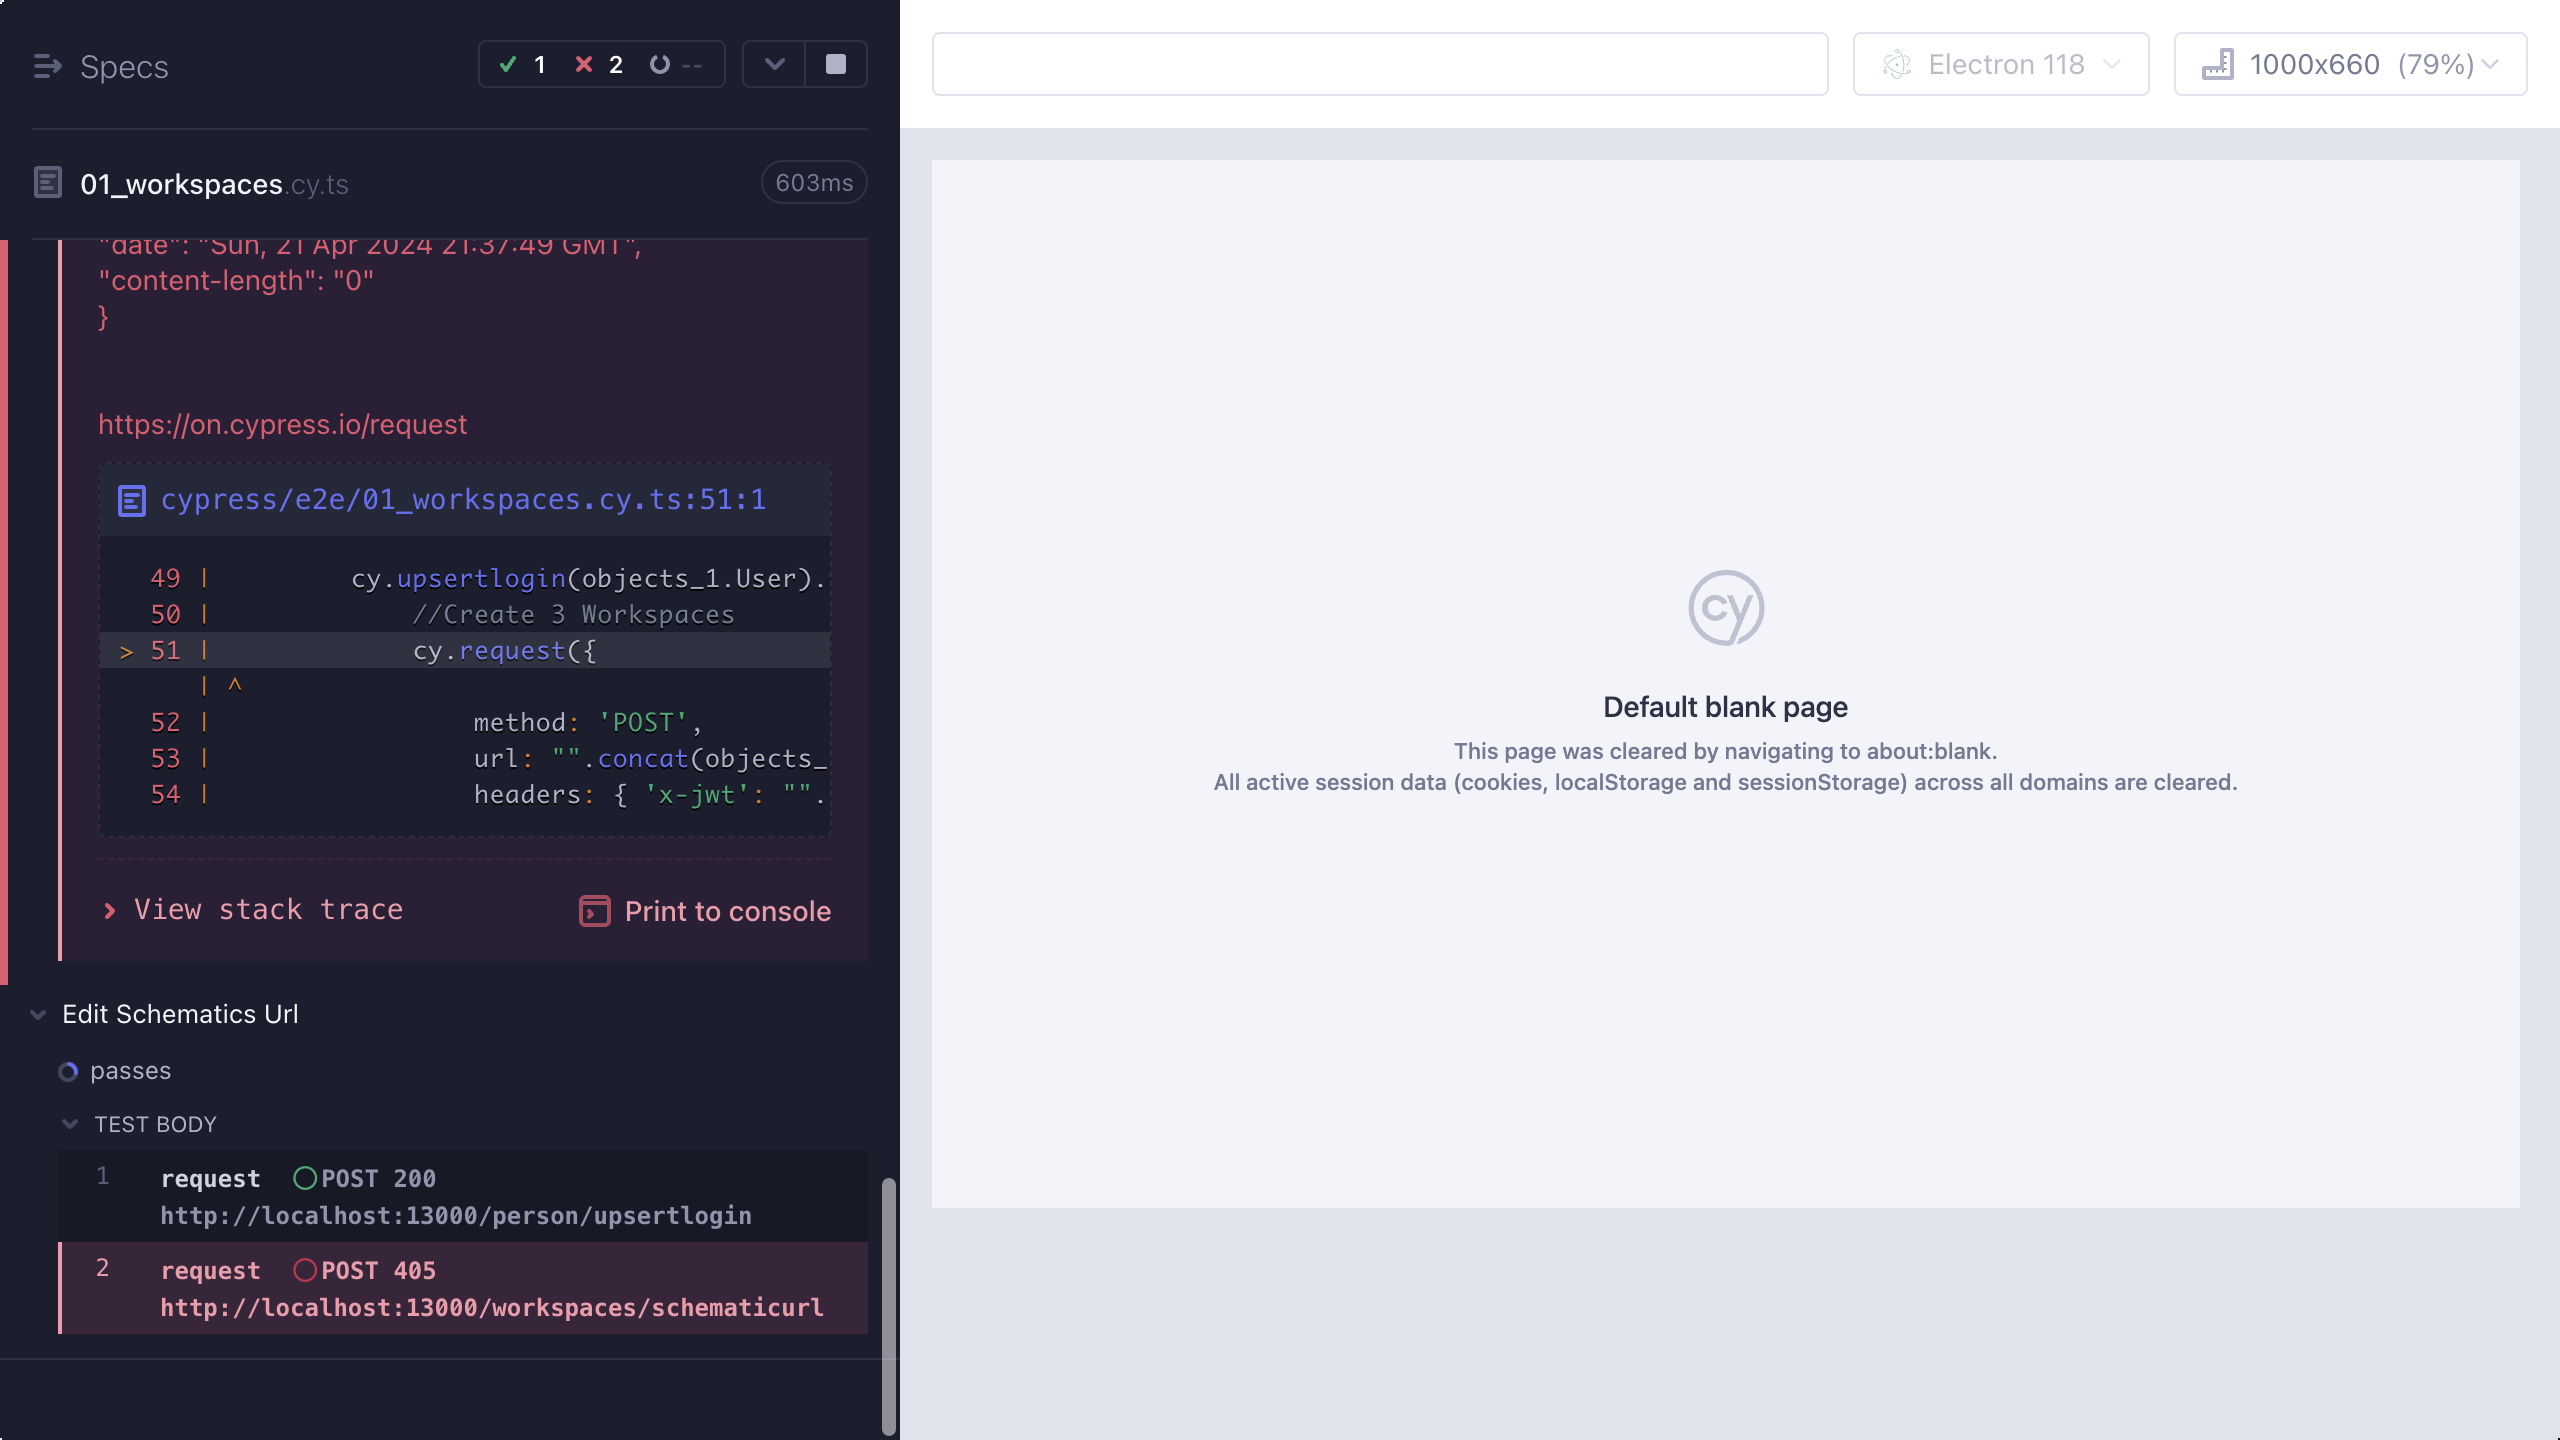 Specs
1 2 --
01_workspaces.cy.ts
603ms
"date": "Sun, 21 Apr 2024 21:37:49 GMT",
"content-length": "0"
}
https://on.cypress.io/request
cypress/e2e/01_workspaces.cy.ts:51:1
49 | cy.upsertlogin(objects_1.User).
50 | //Create 3 Workspaces
> 51 | cy.request({
| ^
52 | method: 'POST',
53 | url: "".concat(objects_
54 | headers: { 'x-jwt': "".
View stack trace
Print to console
Edit Schematics Url
passes
TEST BODY
1 request POST 200
http://localhost:13000/person/upsertlogin
2 request POST 405
http://localhost:13000/workspaces/schematicurl
Electron 118
1000x660 (79%)
cy
Default blank page
This page was cleared by navigating to about:blank.
All active session data (cookies, localStorage and sessionStorage) across all domains are cleared.